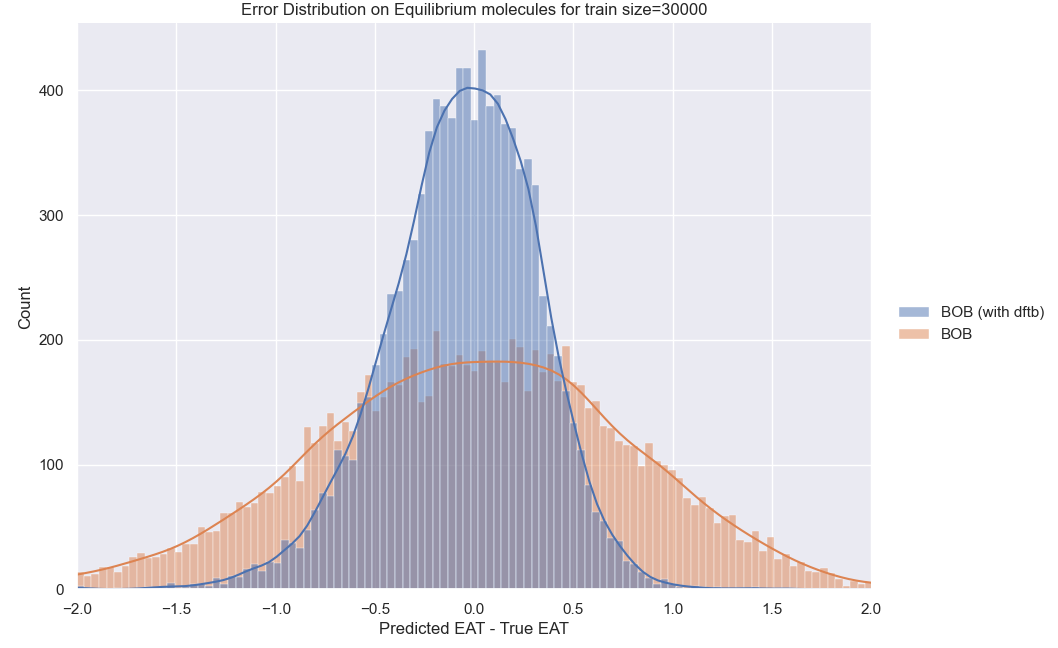 Error Distribution on Equilibrium molecules for train size=30000
400
300
200
100
0
Count
−2.0
−1.5
−1.0
−0.5
0.0
0.5
1.0
1.5
2.0
Predicted EAT - True EAT
BOB (with dftb)
BOB